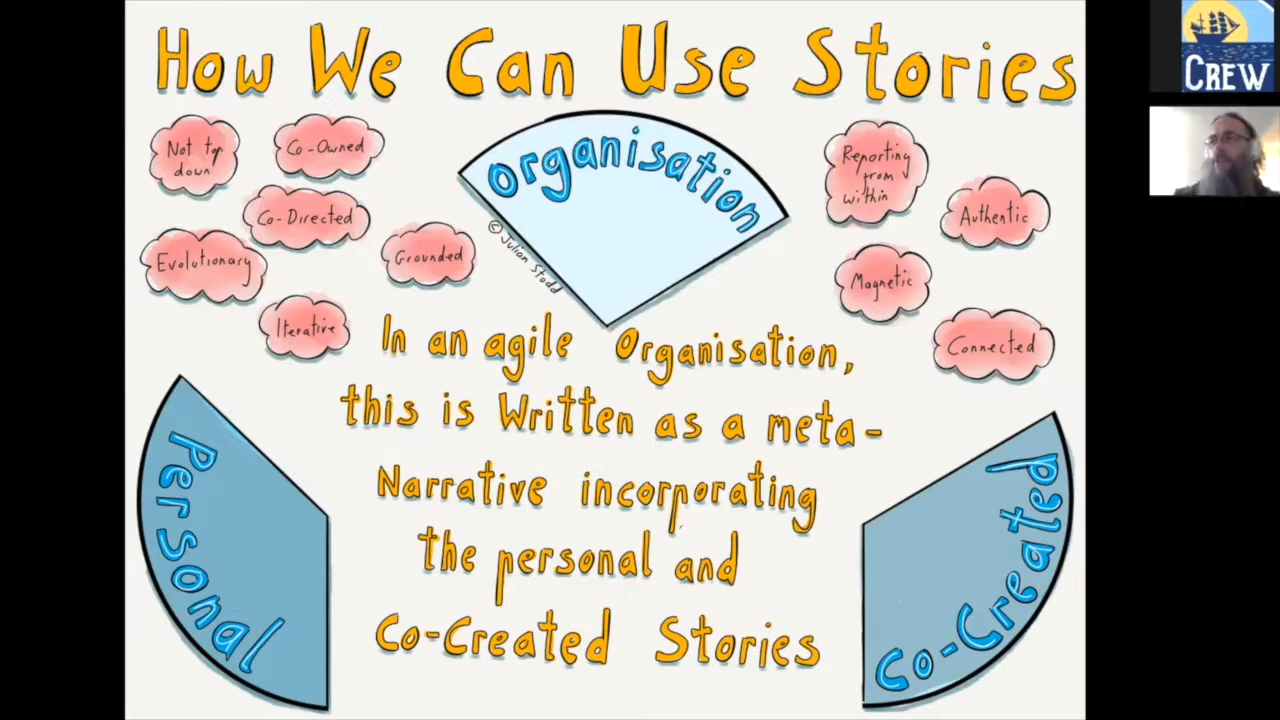 How We Can Use Stories
CREW
Not top
down
Co-Owned
Co-Directed
Evolutionary
Grounded
Iterative
Organisation
© Julian Stodd
Reporting
from
within
Authentic
Magnetic
Connected
In an agile Organisation,
this is Written as a meta-
Narrative incorporating
the personal and
Co-Created Stories
Personal
Co-Created